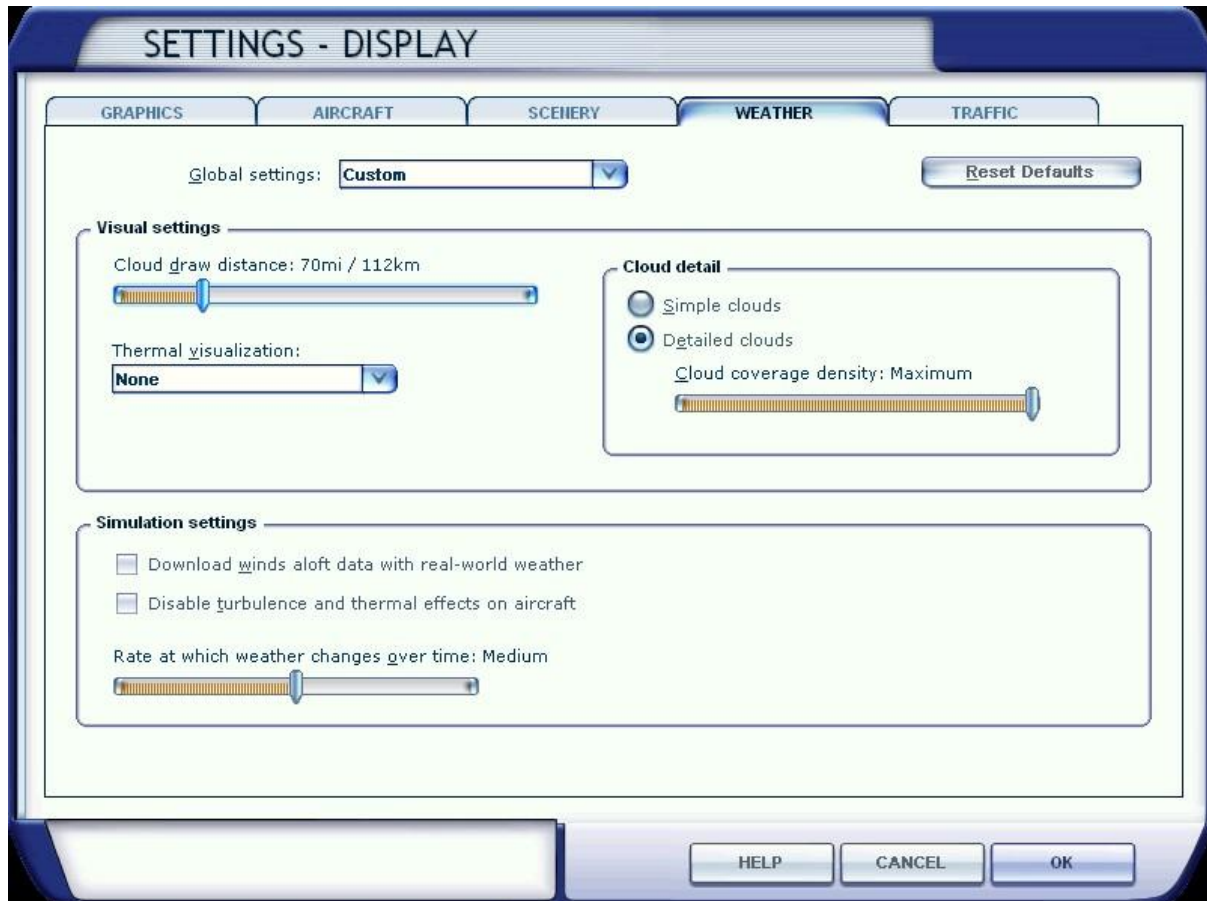 SETTINGS - DISPLAY
GRAPHICS AIRCRAFT SCENERY WEATHER TRAFFIC
Global settings: Custom Reset Defaults
Visual settings
Cloud draw distance: 70mi / 112km
Thermal visualization:
None
Cloud detail
Simple clouds
Detailed clouds
Cloud coverage density: Maximum
Simulation settings
Download winds aloft data with real-world weather
Disable turbulence and thermal effects on aircraft
Rate at which weather changes over time: Medium
HELP CANCEL OK